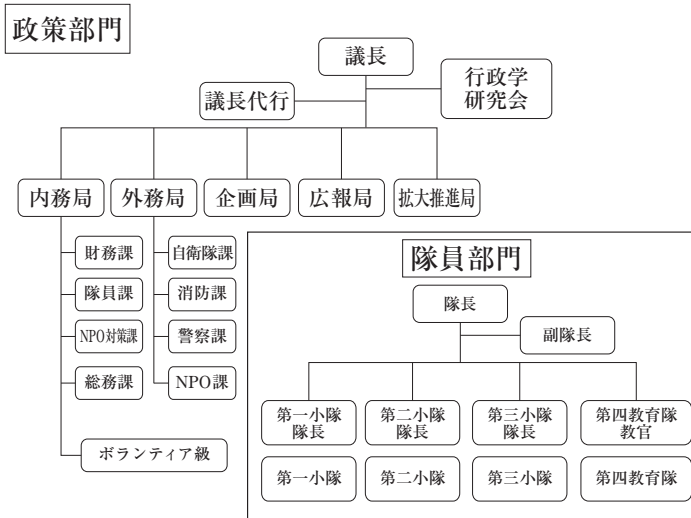 政策部門
議長
議長代行
行政学
研究会
内務局
外務局
企画局
広報局
拡大推進局
財務課
隊員課
NPO対策課
総務課
ボランティア級
自衛隊課
消防課
警察課
NPO課
隊員部門
隊長
副隊長
第一小隊
隊長
第二小隊
隊長
第三小隊
隊長
第四教育隊
教官
第一小隊
第二小隊
第三小隊
第四教育隊